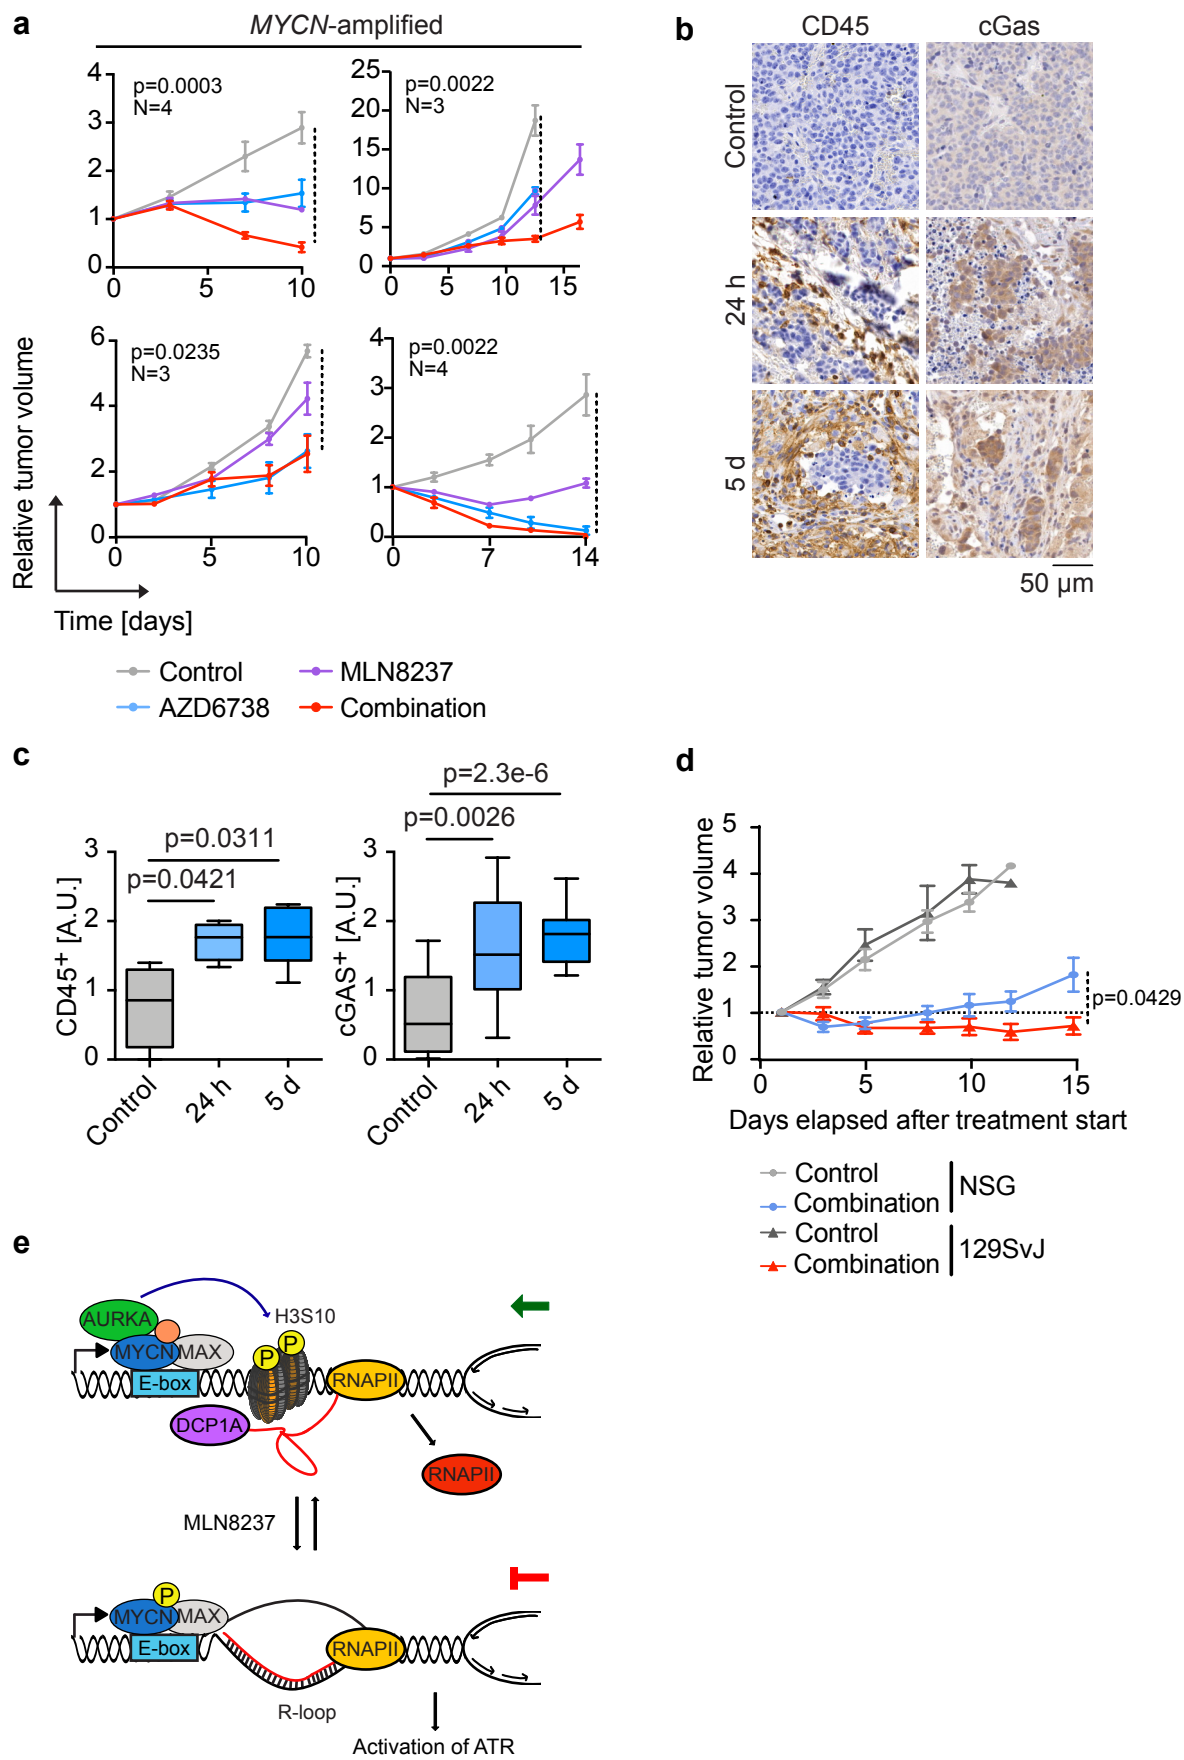 a
MYCN-amplified
p=0.0003
N=4
4
3
2
1
0
0
5
10
p=0.0022
N=3
25
20
15
10
5
0
0
5
10
15
p=0.0235
N=3
6
4
2
0
0
5
10
p=0.0022
N=4
4
3
2
1
0
0
7
14
Relative tumor volume
Time [days]
Control
MLN8237
AZD6738
Combination
b
CD45
cGas
Control
24 h
5 d
50 µm
c
p=0.0311
p=0.0421
CD45+ [A.U.]
3
2
1
0
Control
24 h
5 d
p=2.3e-6
p=0.0026
cGAS+ [A.U.]
3
2
1
0
Control
24 h
5 d
d
Relative tumor volume
5
4
3
2
1
0
p=0.0429
0
5
10
15
Days elapsed after treatment start
Control
Combination
NSG
Control
Combination
129SvJ
e
AURKA
H3S10
P
P
MYCN
MAX
E-box
RNAPII
DCP1A
RNAPII
MLN8237
P
MYCN
MAX
E-box
RNAPII
R-loop
Activation of ATR